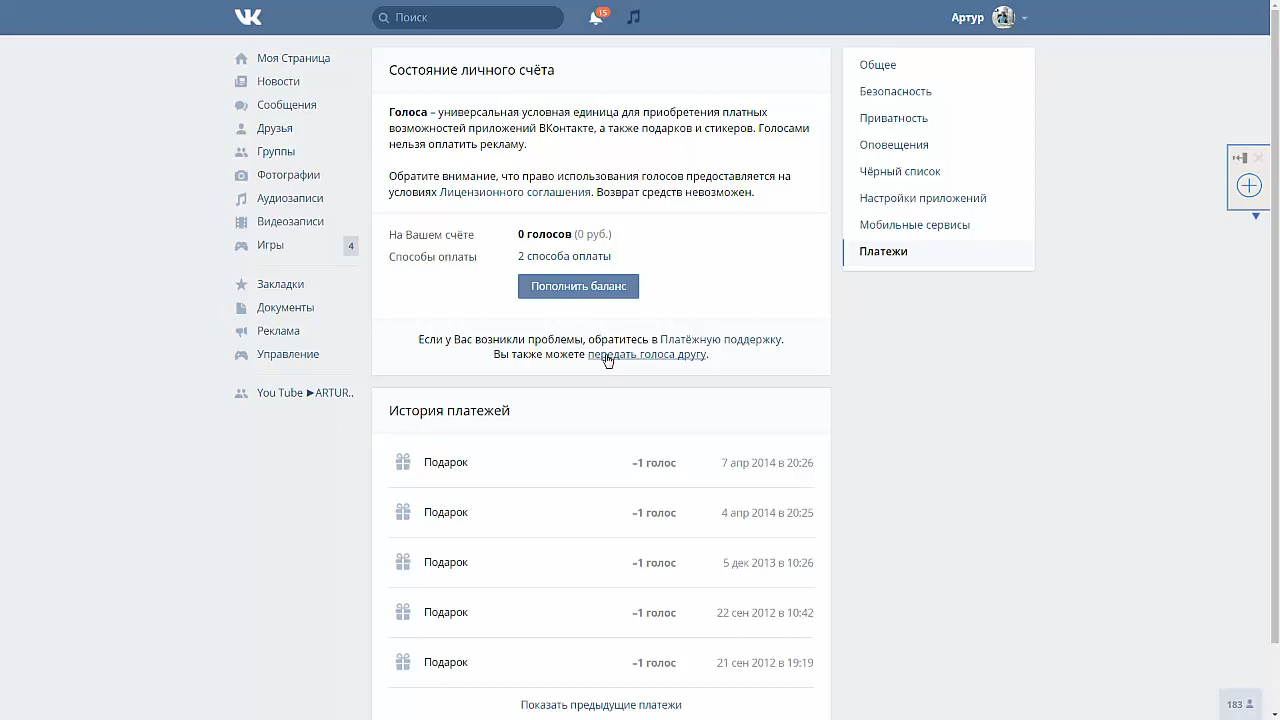 Поиск
15
Артур
Моя Страница
Новости
Сообщения
Друзья
Группы
Фотографии
Аудиозаписи
Видеозаписи
Игры
4
Закладки
Документы
Реклама
Управление
You Tube ►ARTUR..
Состояние личного счёта
Голоса – универсальная условная единица для приобретения платных
возможностей приложений ВКонтакте, а также подарков и стикеров. Голосами
нельзя оплатить рекламу.
Обратите внимание, что право использования голосов предоставляется на
условиях Лицензионного соглашения. Возврат средств невозможен.
На Вашем счёте 0 голосов (0 руб.)
Способы оплаты 2 способа оплаты
Пополнить баланс
Если у Вас возникли проблемы, обратитесь в Платёжную поддержку.
Вы также можете передать голоса другу.
История платежей
Подарок –1 голос 7 апр 2014 в 20:26
Подарок –1 голос 4 апр 2014 в 20:25
Подарок –1 голос 5 дек 2013 в 10:26
Подарок –1 голос 22 сен 2012 в 10:42
Подарок –1 голос 21 сен 2012 в 19:19
Показать предыдущие платежи
Общее
Безопасность
Приватность
Оповещения
Чёрный список
Настройки приложений
Мобильные сервисы
Платежи
183